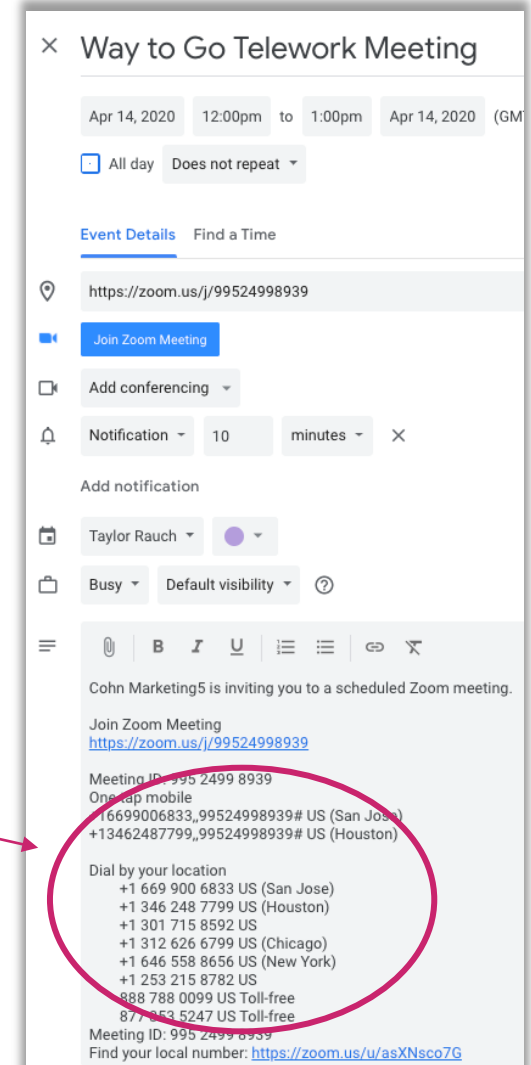 Way to Go Telework Meeting
Apr 14, 2020 12:00pm to 1:00pm Apr 14, 2020 (GM
All day Does not repeat
Event Details Find a Time
https://zoom.us/j/99524998939
Join Zoom Meeting
Add conferencing
Notification 10 minutes
Add notification
Taylor Rauch
Busy Default visibility
B I U
Cohn Marketing5 is inviting you to a scheduled Zoom meeting.
Join Zoom Meeting
https://zoom.us/j/99524998939
Meeting ID: 995 2499 8939
One tap mobile
+16699006833,,99524998939# US (San Jose)
+13462487799,,99524998939# US (Houston)
Dial by your location
+1 669 900 6833 US (San Jose)
+1 346 248 7799 US (Houston)
+1 301 715 8592 US
+1 312 626 6799 US (Chicago)
+1 646 558 8656 US (New York)
+1 253 215 8782 US
888 788 0099 US Toll-free
877 853 5247 US Toll-free
Meeting ID: 995 2499 8939
Find your local number: https://zoom.us/u/asXNsco7G